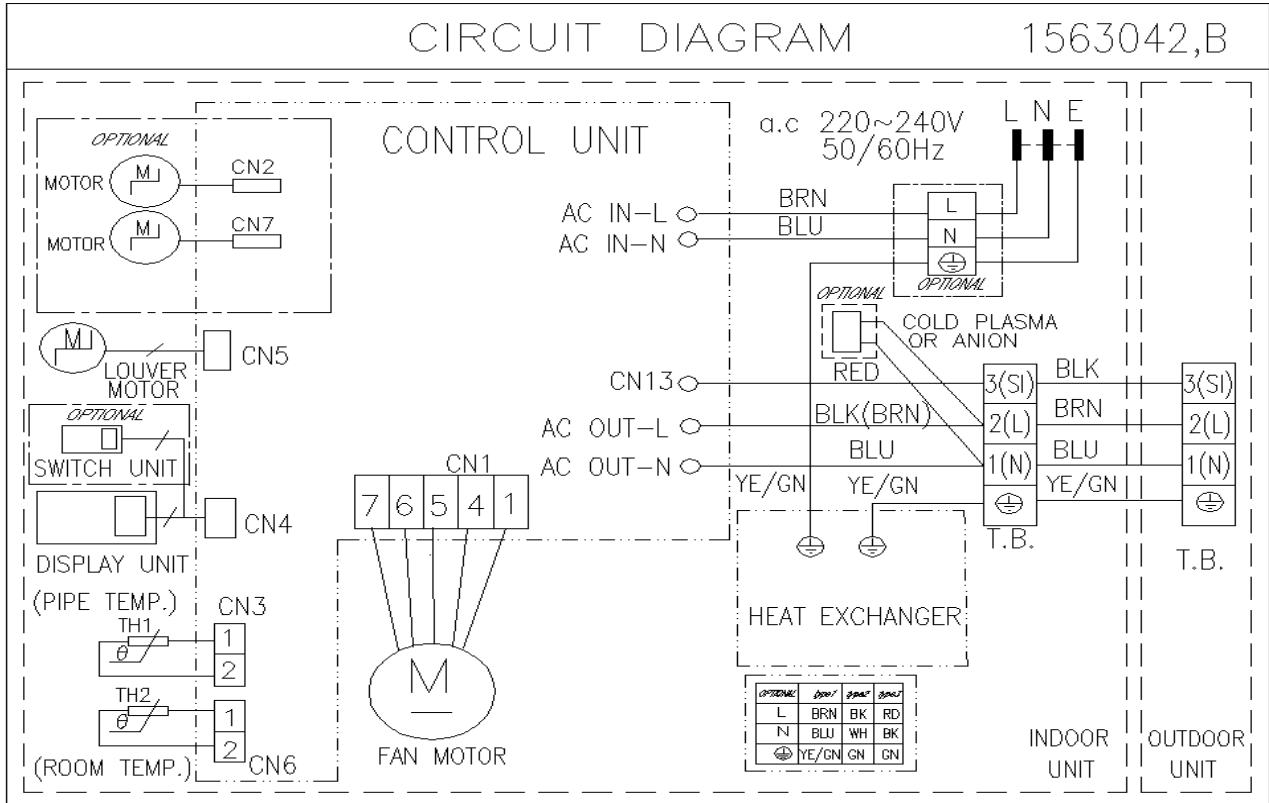 CIRCUIT DIAGRAM 1563042,B
OPTIONAL
MOTOR M CN2
MOTOR M CN7
CONTROL UNIT
a.c 220~240V
50/60Hz
L N E
AC IN-L BRN L
AC IN-N BLU N
OPTIONAL
M CN5
LOUVER
MOTOR
OPTIONAL
COLD PLASMA
OR ANION
CN13 RED 3(SI) BLK 3(SI)
AC OUT-L BLK(BRN) 2(L) BRN 2(L)
AC OUT-N BLU 1(N) BLU 1(N)
YE/GN YE/GN YE/GN
T.B. T.B.
OPTIONAL
SWITCH UNIT
CN4
DISPLAY UNIT
CN1
7 6 5 4 1
M
FAN MOTOR
(PIPE TEMP.) CN3
TH1 θ 1
2
TH2 θ 1
2
(ROOM TEMP.) CN6
HEAT EXCHANGER
OPTIONAL type1 type2 type3
L BRN BK RD
N BLU WH BK
YE/GN GN GN
INDOOR
UNIT
OUTDOOR
UNIT